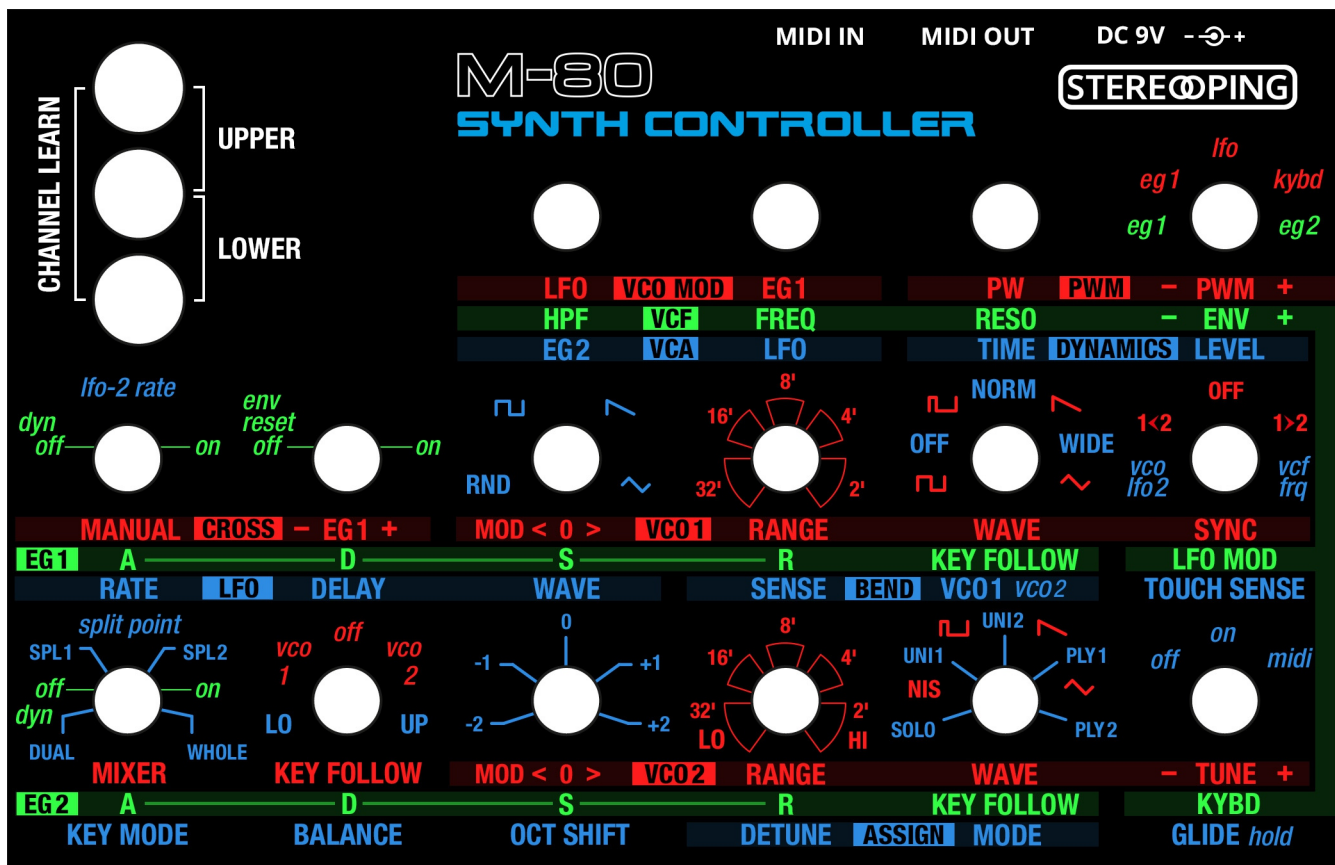 MIDI IN MIDI OUT DC 9V - +
M-80
STEREOPING
SYNTH CONTROLLER
CHANNEL LEARN
UPPER
LOWER
lfo
eg1 kybd
eg1 eg2
LFO VCO MOD EG1 PW PWM - PWM +
HPF VCF FREQ RESO - ENV +
EG2 VCA LFO TIME DYNAMICS LEVEL
lfo-2 rate
dyn
off on
env
reset
off on
RND
8'
16' 4'
32' 2'
NORM
OFF WIDE
OFF
1<2 1>2
vco
lfo2
vcf
frq
MANUAL CROSS - EG1 + MOD < 0 > VCO1 RANGE WAVE SYNC
EG1 A D S R KEY FOLLOW LFO MOD
RATE LFO DELAY WAVE SENSE BEND VCO1 vco2 TOUCH SENSE
split point
SPL1 SPL2
off on
dyn
DUAL WHOLE
off
vco
1
vco
2
LO UP
0
-1 +1
-2 +2
8'
16' 4'
32' 2'
LO HI
UNI2
UNI1 PLY1
NIS
SOLO PLY2
on
off midi
MIXER KEY FOLLOW MOD < 0 > VCO2 RANGE WAVE - TUNE +
EG2 A D S R KEY FOLLOW KYBD
KEY MODE BALANCE OCT SHIFT DETUNE ASSIGN MODE GLIDE hold